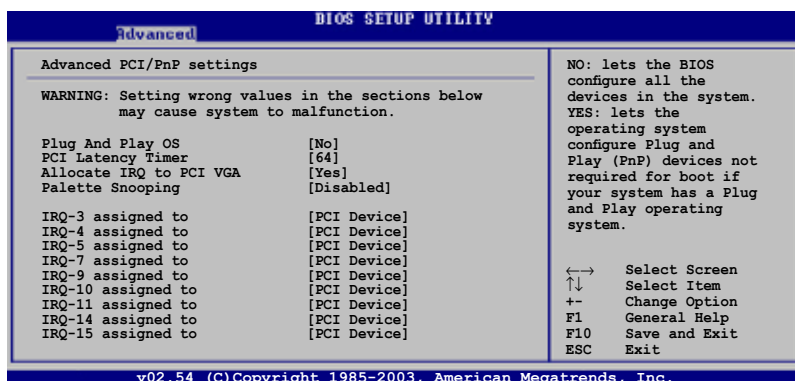 BIOS SETUP UTILITY
Advanced
Advanced PCI/PnP settings
WARNING: Setting wrong values in the sections below
may cause system to malfunction.
Plug And Play OS [No]
PCI Latency Timer [64]
Allocate IRQ to PCI VGA [Yes]
Palette Snooping [Disabled]
IRQ-3 assigned to [PCI Device]
IRQ-4 assigned to [PCI Device]
IRQ-5 assigned to [PCI Device]
IRQ-7 assigned to [PCI Device]
IRQ-9 assigned to [PCI Device]
IRQ-10 assigned to [PCI Device]
IRQ-11 assigned to [PCI Device]
IRQ-14 assigned to [PCI Device]
IRQ-15 assigned to [PCI Device]
NO: lets the BIOS
configure all the
devices in the system.
YES: lets the
operating system
configure Plug and
Play (PnP) devices not
required for boot if
your system has a Plug
and Play operating
system.
←→ Select Screen
↑↓ Select Item
+- Change Option
F1 General Help
F10 Save and Exit
ESC Exit
v02.54 (C)Copyright 1985-2003, American Megatrends, Inc.